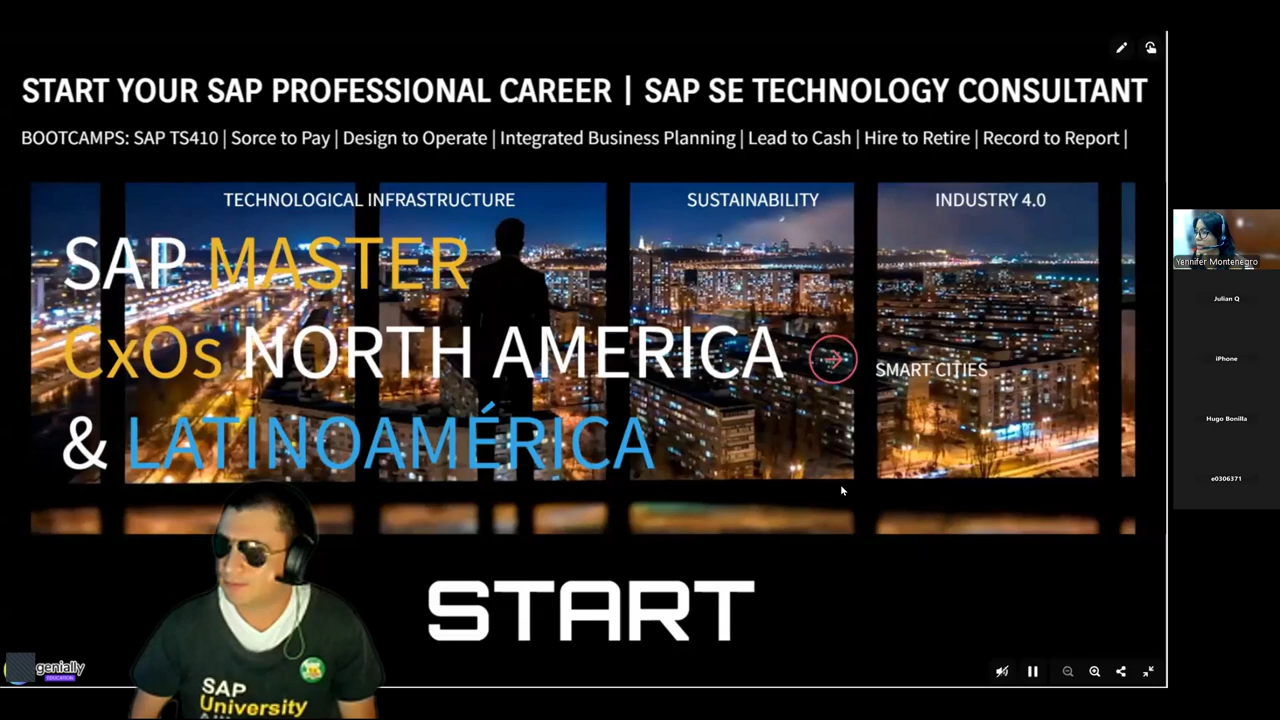 START YOUR SAP PROFESSIONAL CAREER | SAP SE TECHNOLOGY CONSULTANT
BOOTCAMPS: SAP TS410 | Sorce to Pay | Design to Operate | Integrated Business Planning | Lead to Cash | Hire to Retire | Record to Report |
TECHNOLOGICAL INFRASTRUCTURE
SUSTAINABILITY
INDUSTRY 4.0
SAP MASTER
CxOs NORTH AMERICA
& LATINOAMÉRICA
SMART CITIES
START
SAP
University
genially
EDUCATION
Yennifer Montenegro
Julian Q
iPhone
Hugo Bonilla
e0306371